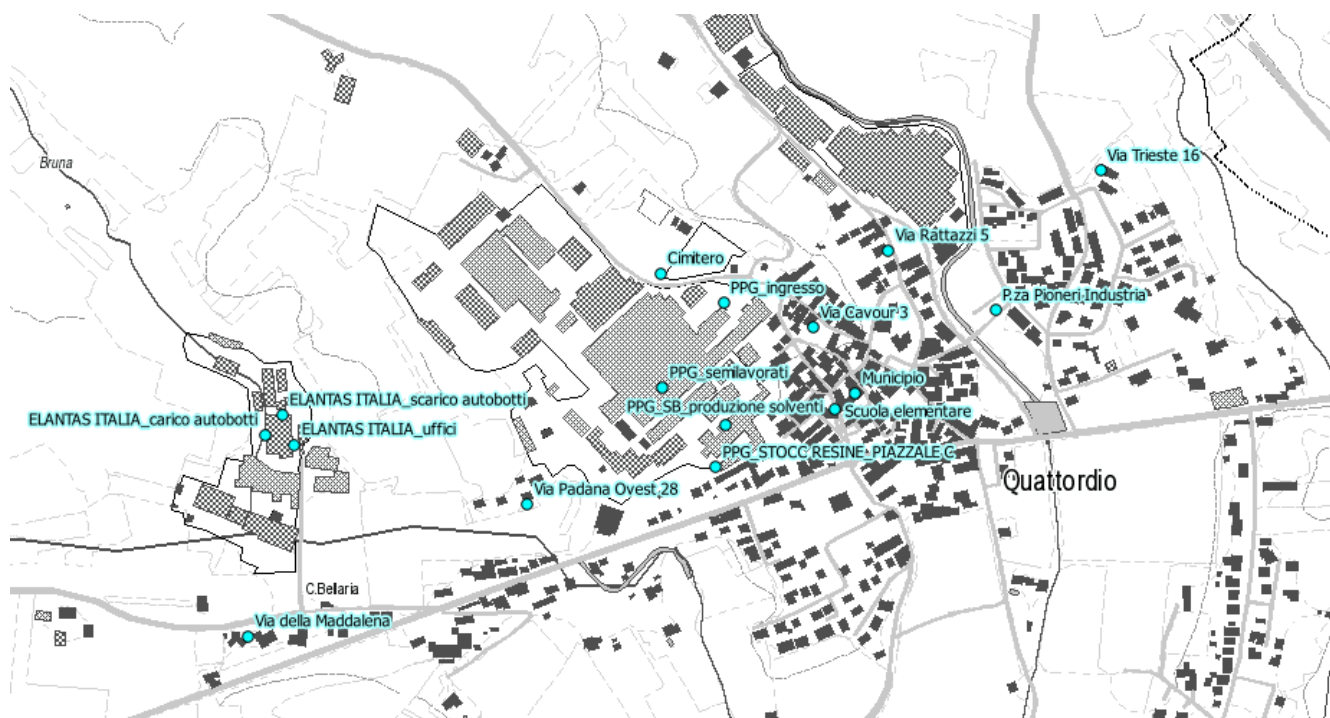 Bruna
Via Trieste 16
Via Rattazzi 5
Cimitero
PPG_ingresso
P.za Pioneri Industria
Via Cavour 3
PPG_semilavorati
Municipio
ELANTAS ITALIA_scarico autobotti
PPG_SB_produzione solventi
Scuola elementare
ELANTAS ITALIA_carico autobotti
ELANTAS ITALIA_uffici
PPG_STOCC RESINE_PIAZZALE C
Quattordio
Via Padana Ovest 28
C.Bellaria
Via della Maddalena